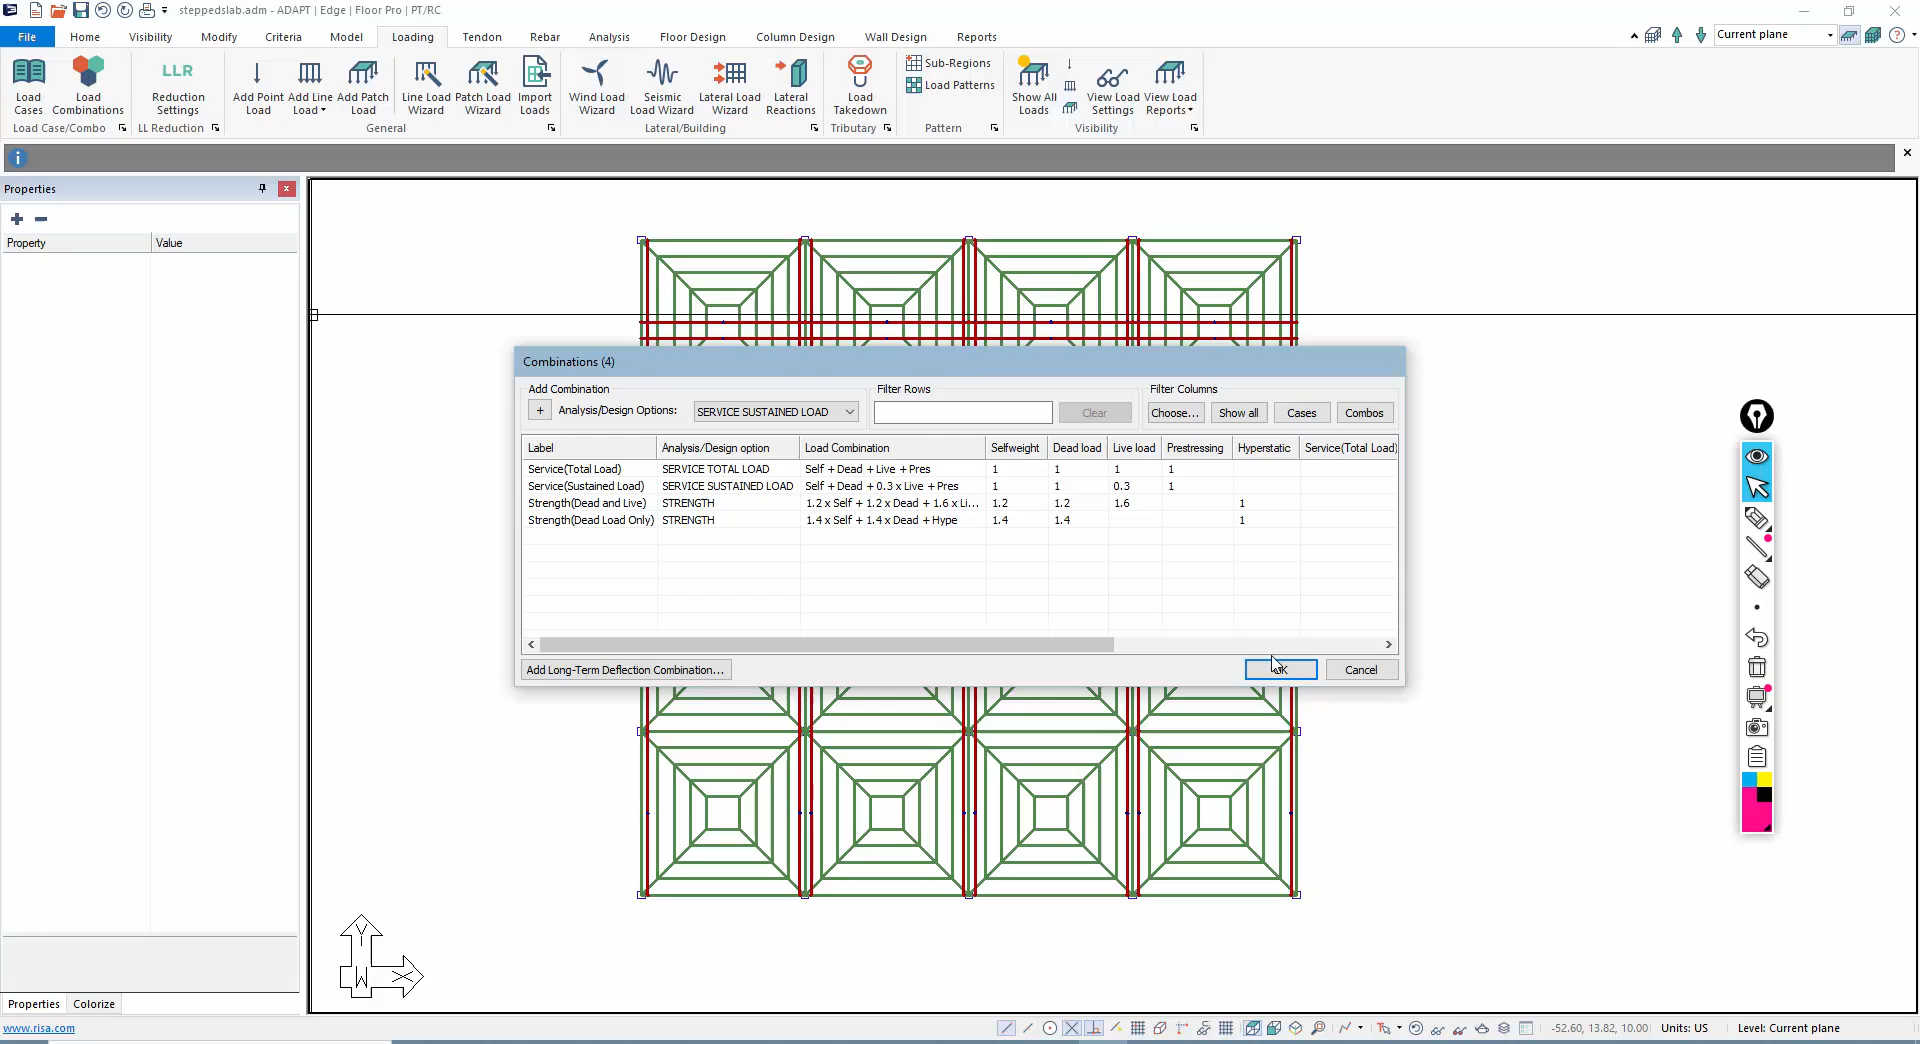 steppedslab.adm - ADAPT | Edge | Floor Pro | PT/RC
File Home Visibility Modify Criteria Model Loading Tendon Rebar Analysis Floor Design Column Design Wall Design Reports Current plane
Load Cases
Load Combinations
Load Case/Combo
LLR
Reduction Settings
LL Reduction
Add Point Load
Add Line Load
Add Patch Load
Line Load Wizard
Patch Load Wizard
Import Loads
General
Wind Load Wizard
Seismic Load Wizard
Lateral Load Wizard
Lateral Reactions
Lateral/Building
Load Takedown
Tributary
Sub-Regions
Load Patterns
Pattern
Show All Loads
View Load Settings
View Load Reports
Visibility
Properties
Property Value
Combinations (4)
Add Combination Filter Rows Filter Columns
+ Analysis/Design Options: SERVICE SUSTAINED LOAD Clear Choose... Show all Cases Combos
Label Analysis/Design option Load Combination Selfweight Dead load Live load Prestressing Hyperstatic Service(Total Load)
Service(Total Load) SERVICE TOTAL LOAD Self + Dead + Live + Pres 1 1 1 1
Service(Sustained Load) SERVICE SUSTAINED LOAD Self + Dead + 0.3 x Live + Pres 1 1 0.3 1
Strength(Dead and Live) STRENGTH 1.2 x Self + 1.2 x Dead + 1.6 x Li... 1.2 1.2 1.6 1
Strength(Dead Load Only) STRENGTH 1.4 x Self + 1.4 x Dead + Hype 1.4 1.4 1
Add Long-Term Deflection Combination... OK Cancel
Y
W X
Properties Colorize
www.risa.com
-52.60, 13.82, 10.00 Units: US Level: Current plane